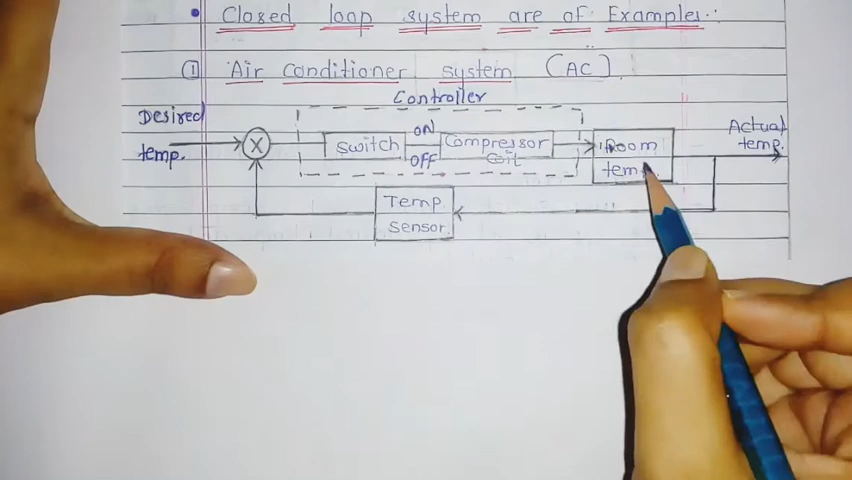 • Closed loop system are of Examples:
① Air conditioner system (AC).
Controller
Desired temp.
X
Switch
ON
OFF
Compressor coil
Room temp.
Actual temp.
Temp. Sensor.